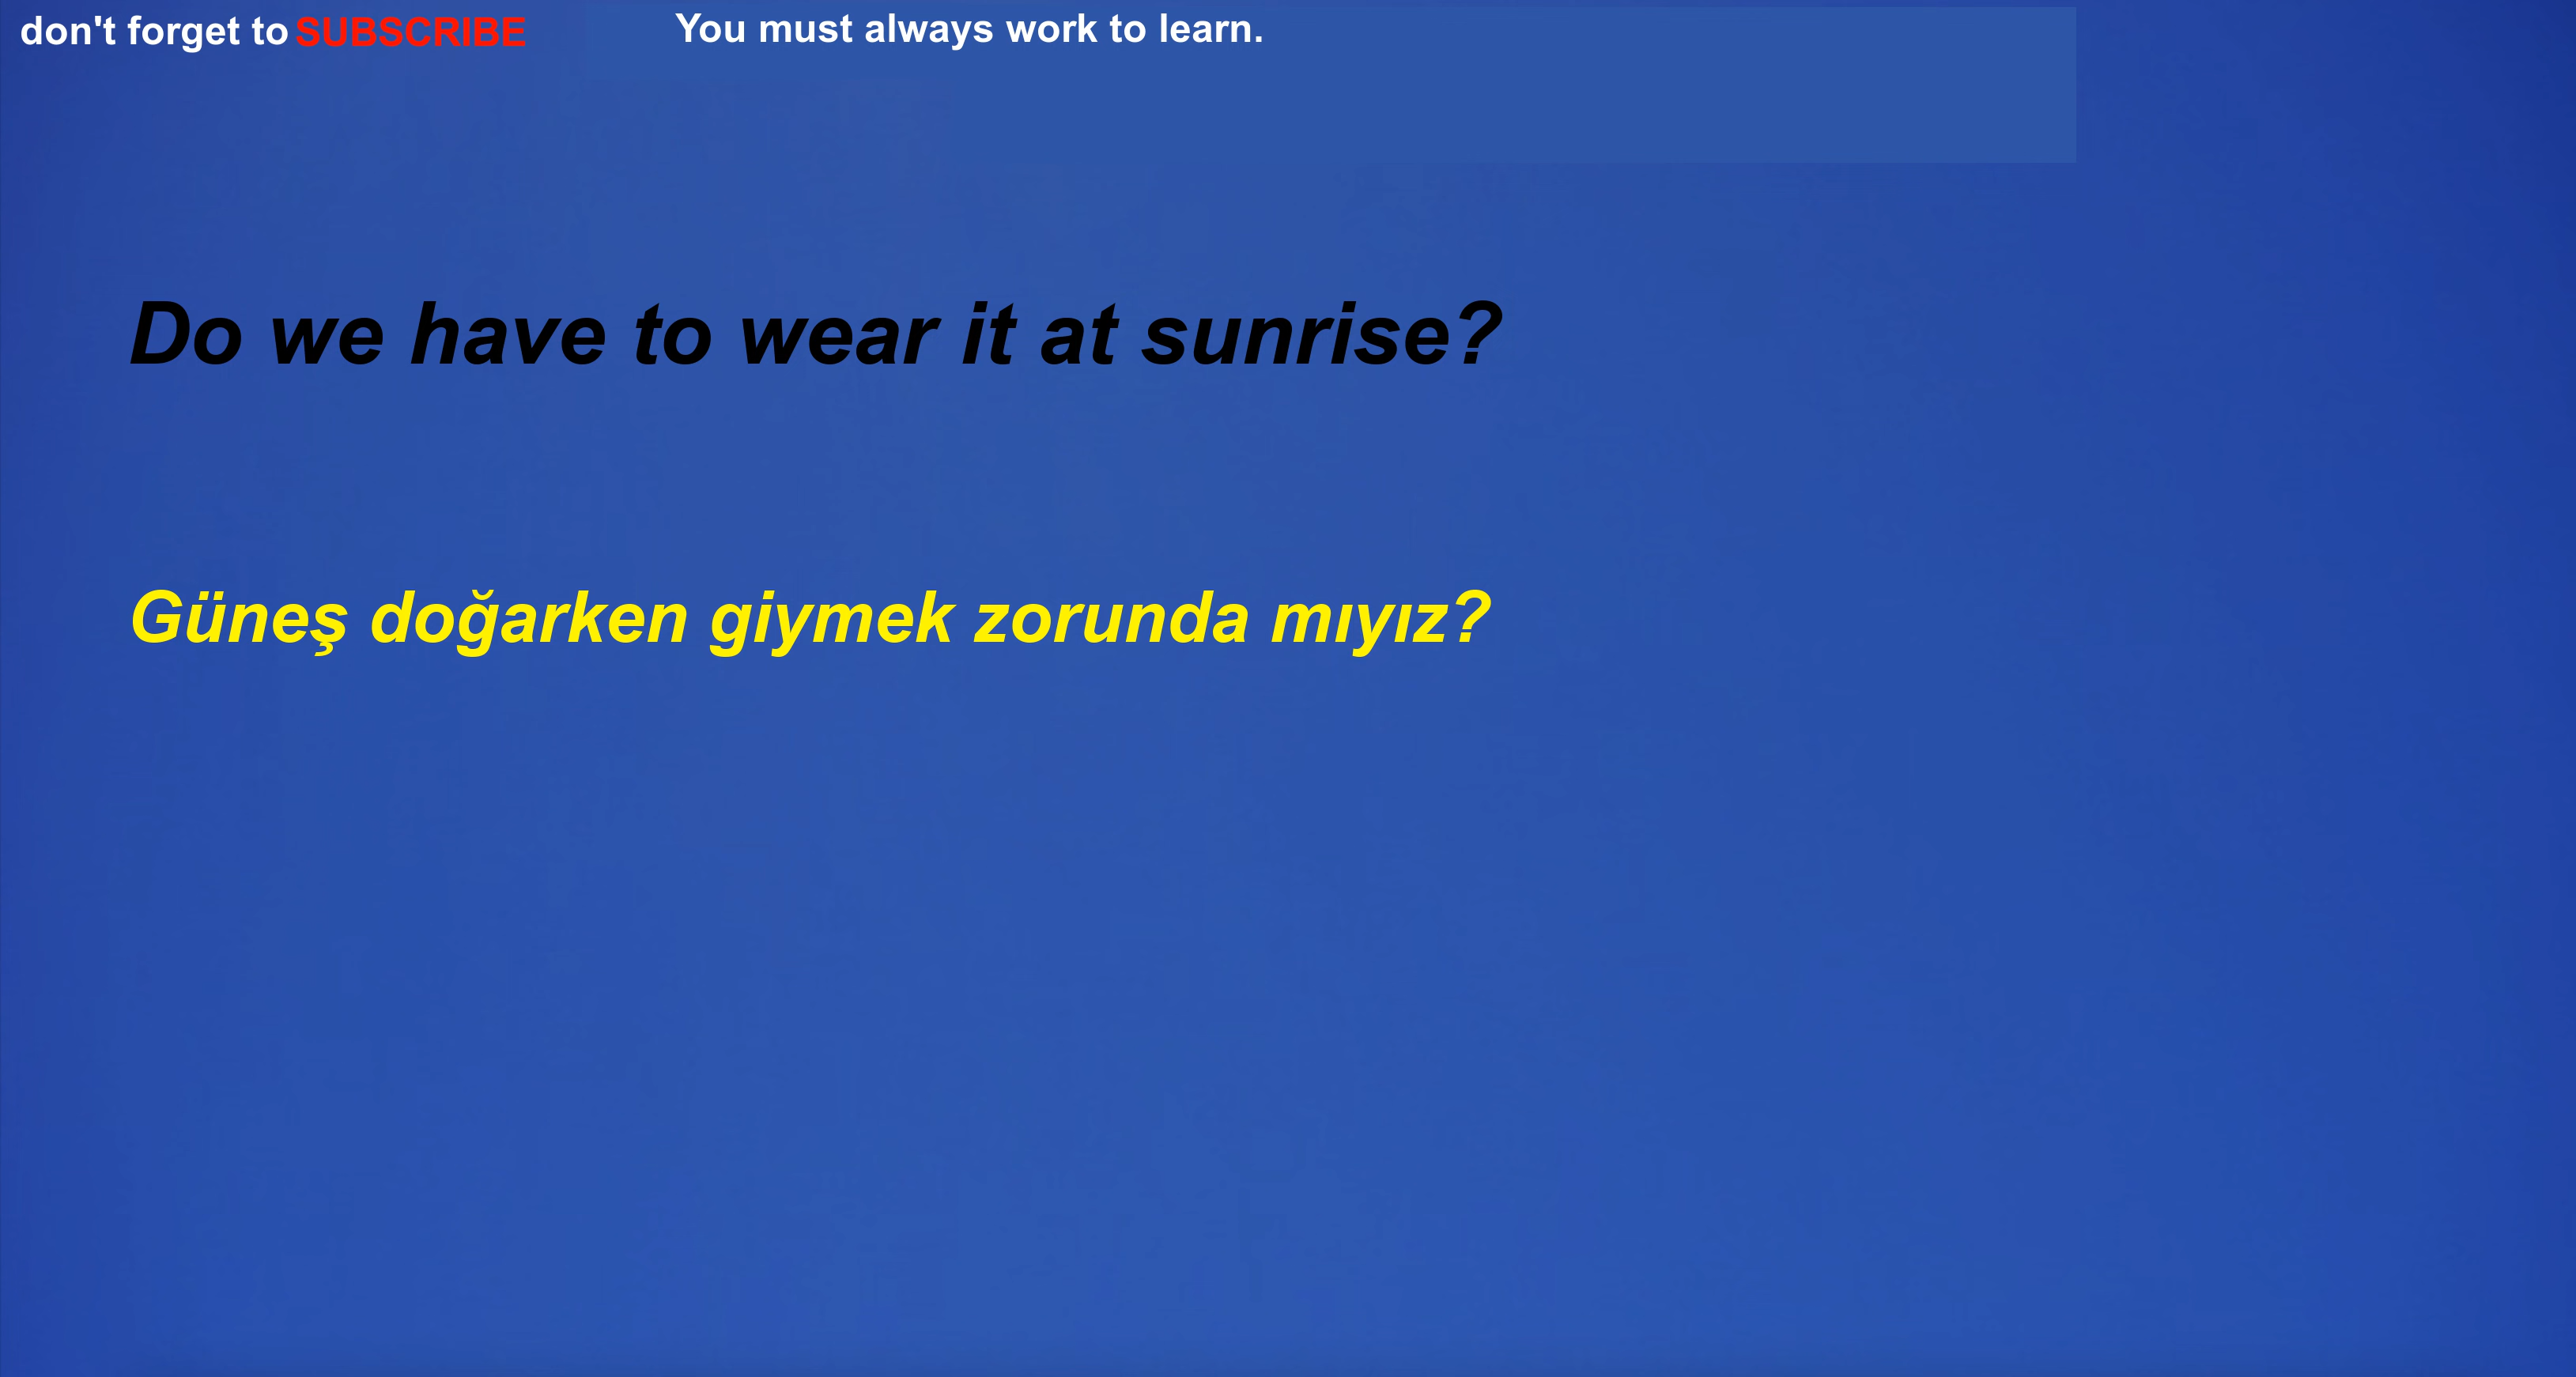 don't forget to SUBSCRIBE
You must always work to learn.
Do we have to wear it at sunrise?
Güneş doğarken giymek zorunda mıyız?